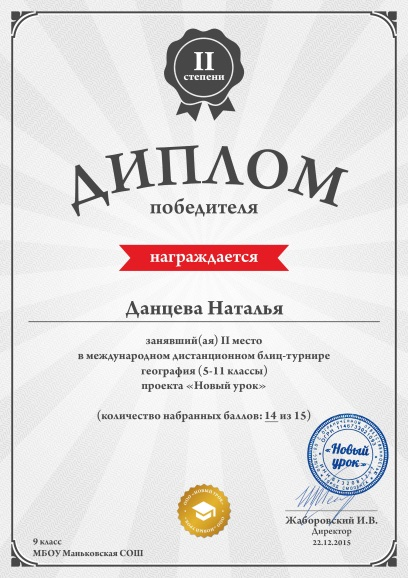 II
степени
ДИПЛОМ
победителя
награждается
Данцева Наталья
занявший(ая) II место
в международном дистанционном блиц-турнире
география (5-11 классы)
проекта «Новый урок»
(количество набранных баллов: 14 из 15)
«Новый
урок»
Жаборовский И.В.
Директор
22.12.2015
9 класс
МБОУ Маньковская СОШ